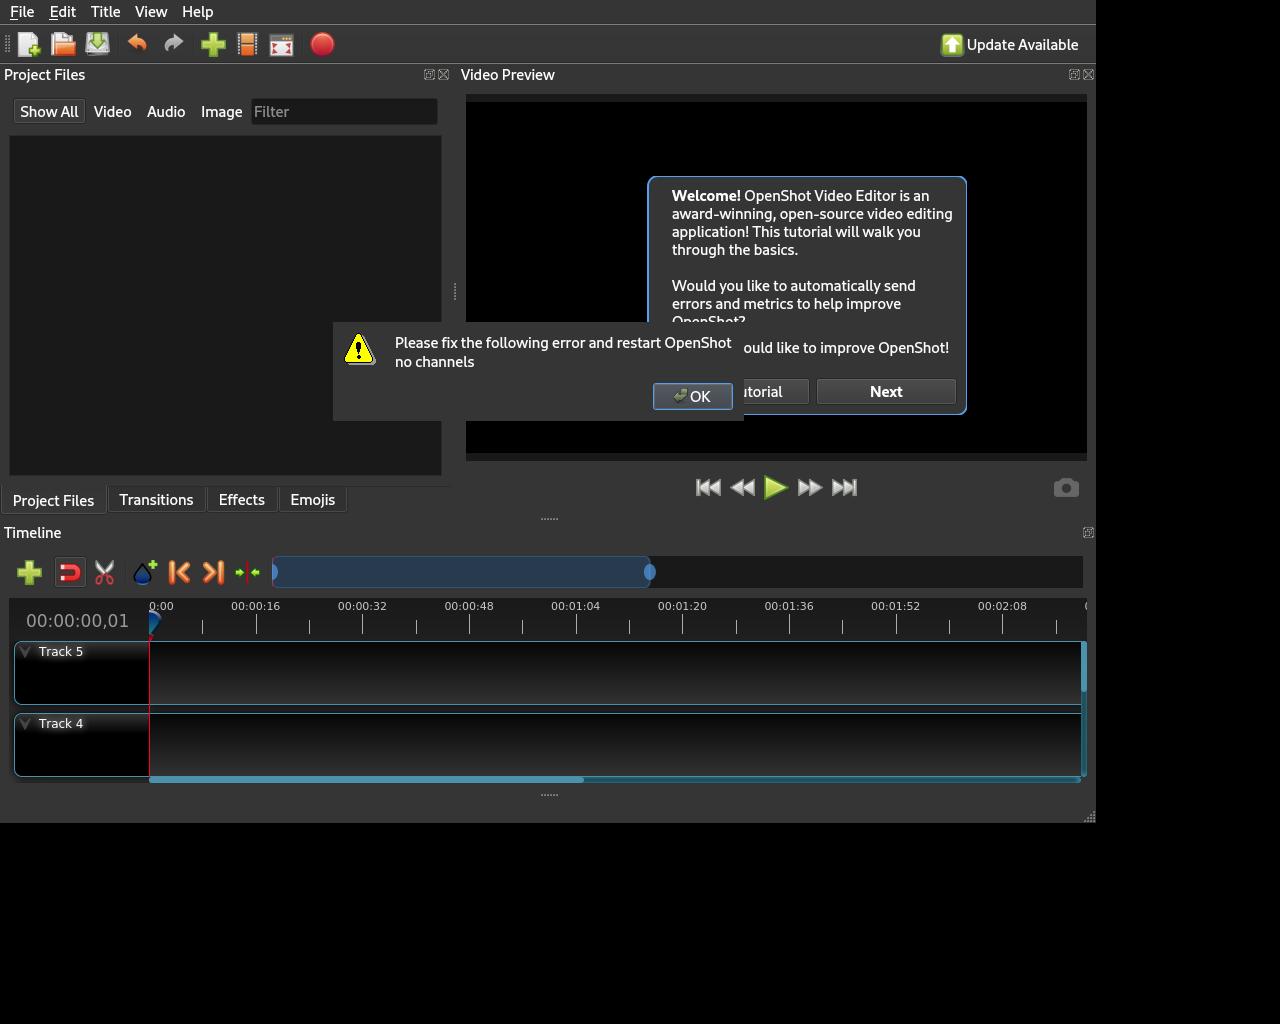 File Edit Title View Help
Update Available
Project Files
Video Preview
Show All Video Audio Image Filter
Welcome! OpenShot Video Editor is an
award-winning, open-source video editing
application! This tutorial will walk you
through the basics.
Would you like to automatically send
errors and metrics to help improve
OpenShot?
ould like to improve OpenShot!
Please fix the following error and restart OpenShot
no channels
OK
utorial
Next
Project Files Transitions Effects Emojis
Timeline
00:00:00,01
0:00 00:00:16 00:00:32 00:00:48 00:01:04 00:01:20 00:01:36 00:01:52 00:02:08
Track 5
Track 4